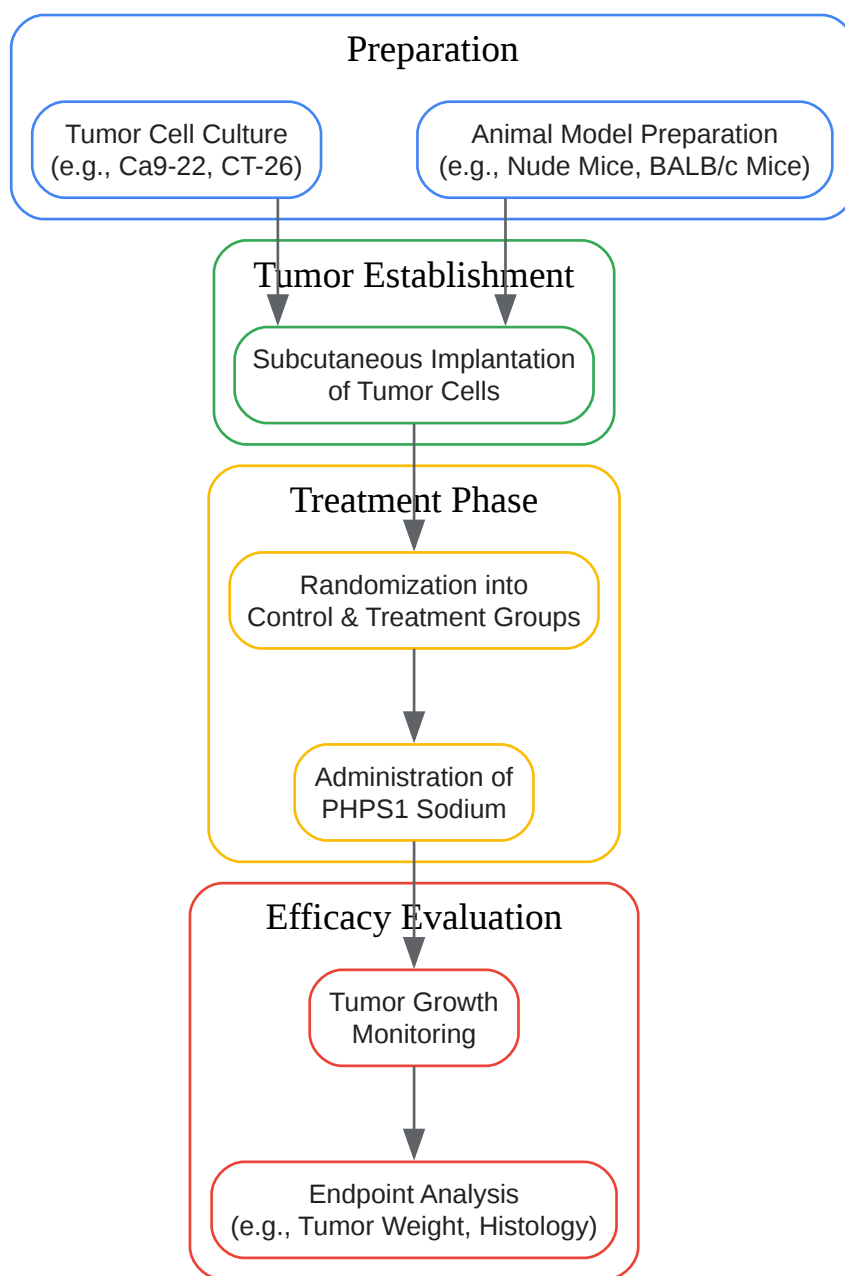 Preparation
Tumor Cell Culture
(e.g., Ca9-22, CT-26)
Animal Model Preparation
(e.g., Nude Mice, BALB/c Mice)
Tumor Establishment
Subcutaneous Implantation
of Tumor Cells
Treatment Phase
Randomization into
Control & Treatment Groups
Administration of
PHPS1 Sodium
Efficacy Evaluation
Tumor Growth
Monitoring
Endpoint Analysis
(e.g., Tumor Weight, Histology)